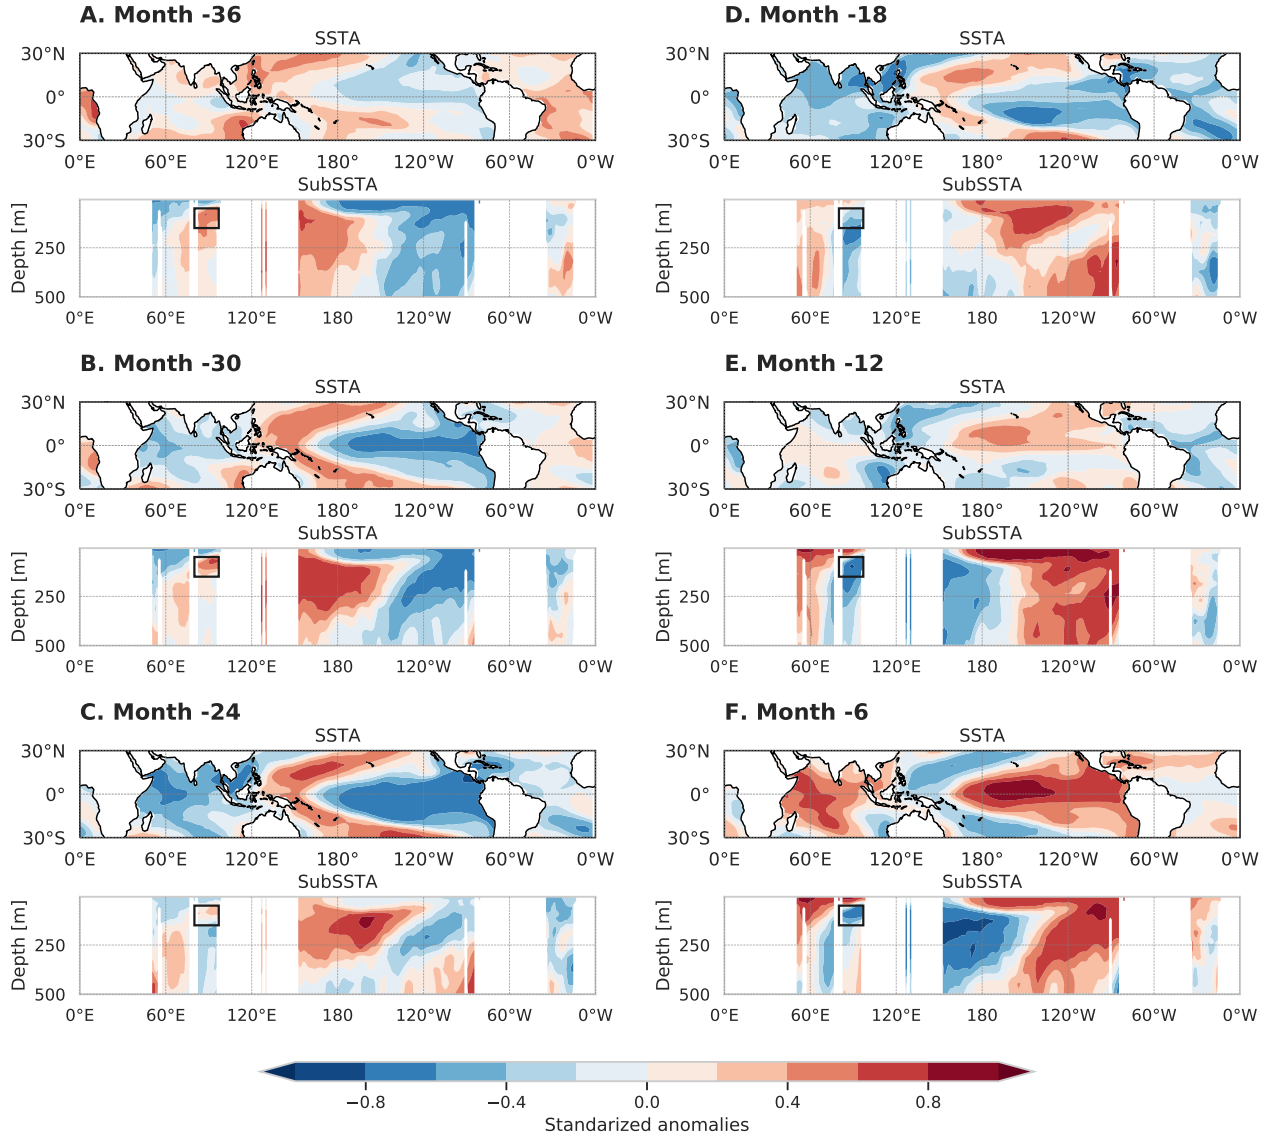 A. Month -36
SSTA
30°N
0°
30°S
0°E 60°E 120°E 180 120°W 60°W 0°W
SubSSTA
Depth [m]
250
500
0°E 60°E 120°E 180 120°W 60°W 0°W
B. Month -30
SSTA
30°N
0°
30°S
0°E 60°E 120°E 180 120°W 60°W 0°W
SubSSTA
Depth [m]
250
500
0°E 60°E 120°E 180 120°W 60°W 0°W
C. Month -24
SSTA
30°N
0°
30°S
0°E 60°E 120°E 180 120°W 60°W 0°W
SubSSTA
Depth [m]
250
500
0°E 60°E 120°E 180 120°W 60°W 0°W
D. Month -18
SSTA
30°N
0°
30°S
0°E 60°E 120°E 180 120°W 60°W 0°W
SubSSTA
Depth [m]
250
500
0°E 60°E 120°E 180 120°W 60°W 0°W
E. Month -12
SSTA
30°N
0°
30°S
0°E 60°E 120°E 180 120°W 60°W 0°W
SubSSTA
Depth [m]
250
500
0°E 60°E 120°E 180 120°W 60°W 0°W
F. Month -6
SSTA
30°N
0°
30°S
0°E 60°E 120°E 180 120°W 60°W 0°W
SubSSTA
Depth [m]
250
500
0°E 60°E 120°E 180 120°W 60°W 0°W
−0.8 −0.4 0.0 0.4 0.8
Standarized anomalies